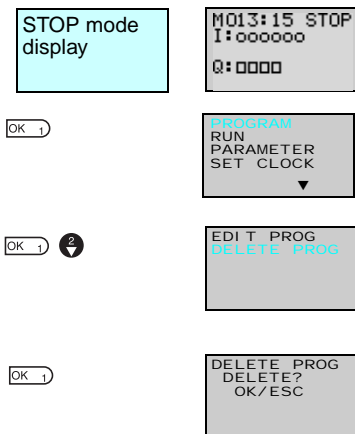 STOP mode
display
MO13:15 STOP
I:oooooo
Q:□□□□
OK 1)
PROGRAM
RUN
PARAMETER
SET CLOCK
▼
OK 1) 2
EDIT PROG
DELETE PROG
OK 1)
DELETE PROG
DELETE?
OK/ESC